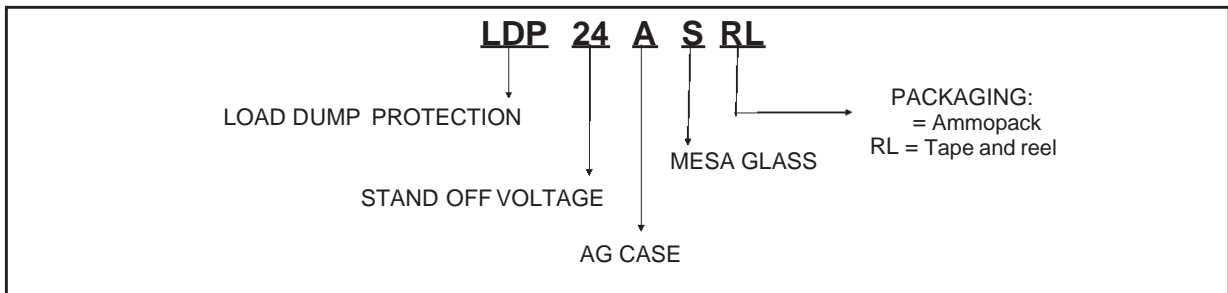 LDP 24 A S RL
LOAD DUMP PROTECTION
PACKAGING:
= Ammopack
RL = Tape and reel
MESA GLASS
STAND OFF VOLTAGE
AG CASE